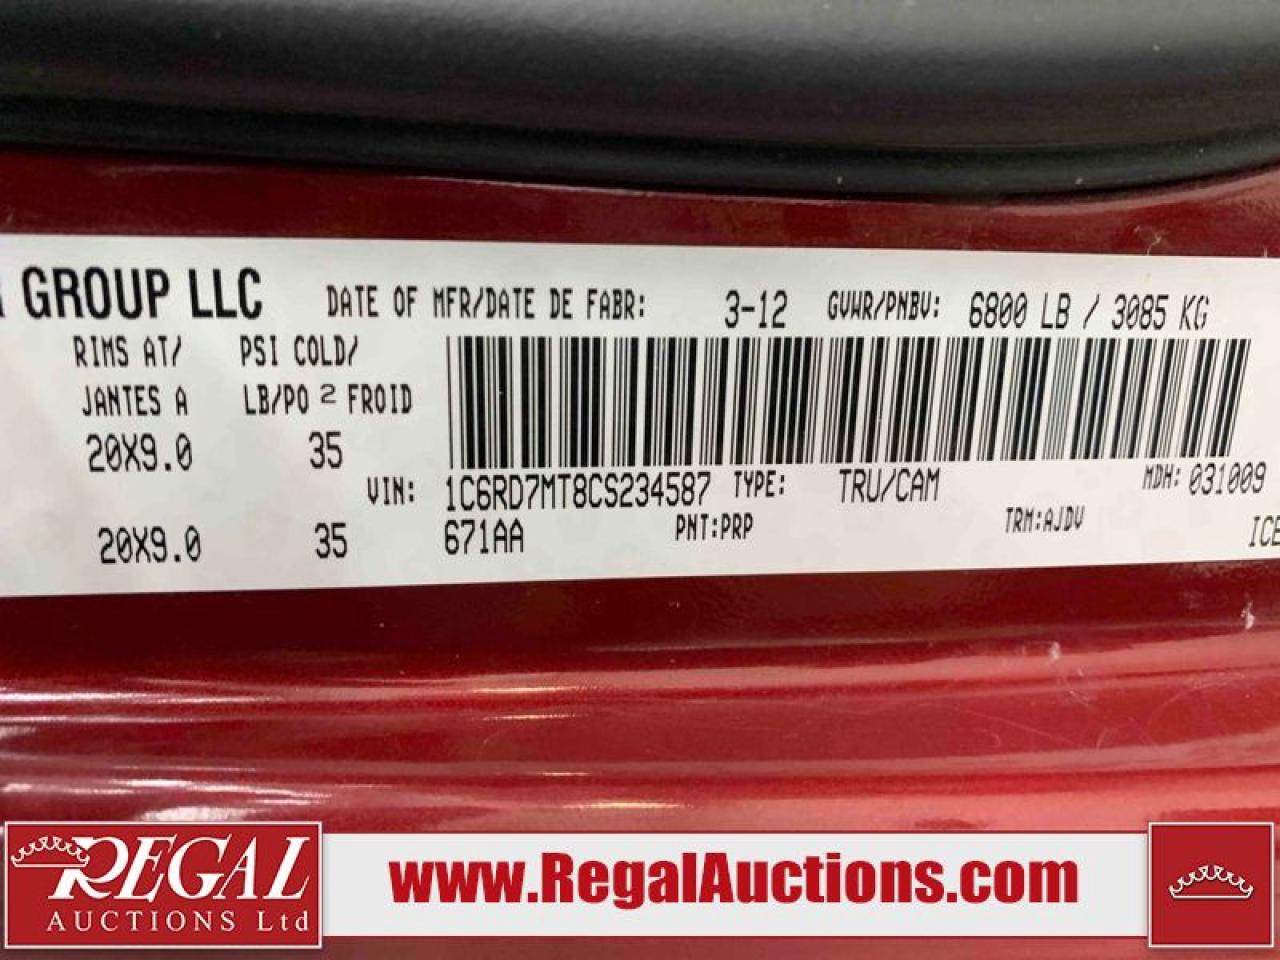 GROUP LLC DATE OF MFR/DATE DE FABR: 3-12 GVWR/PNBV: 6800 LB / 3085 KG
RIMS AT/ PSI COLD/
JANTES A LB/PO 2 FROID
20X9.0 35
VIN: 1C6RD7MT8CS234587 TYPE: TRU/CAM MDH: 031009
20X9.0 35 671AA PNT:PRP TRM:AJDV ICE
REGAL
AUCTIONS Ltd
www.RegalAuctions.com